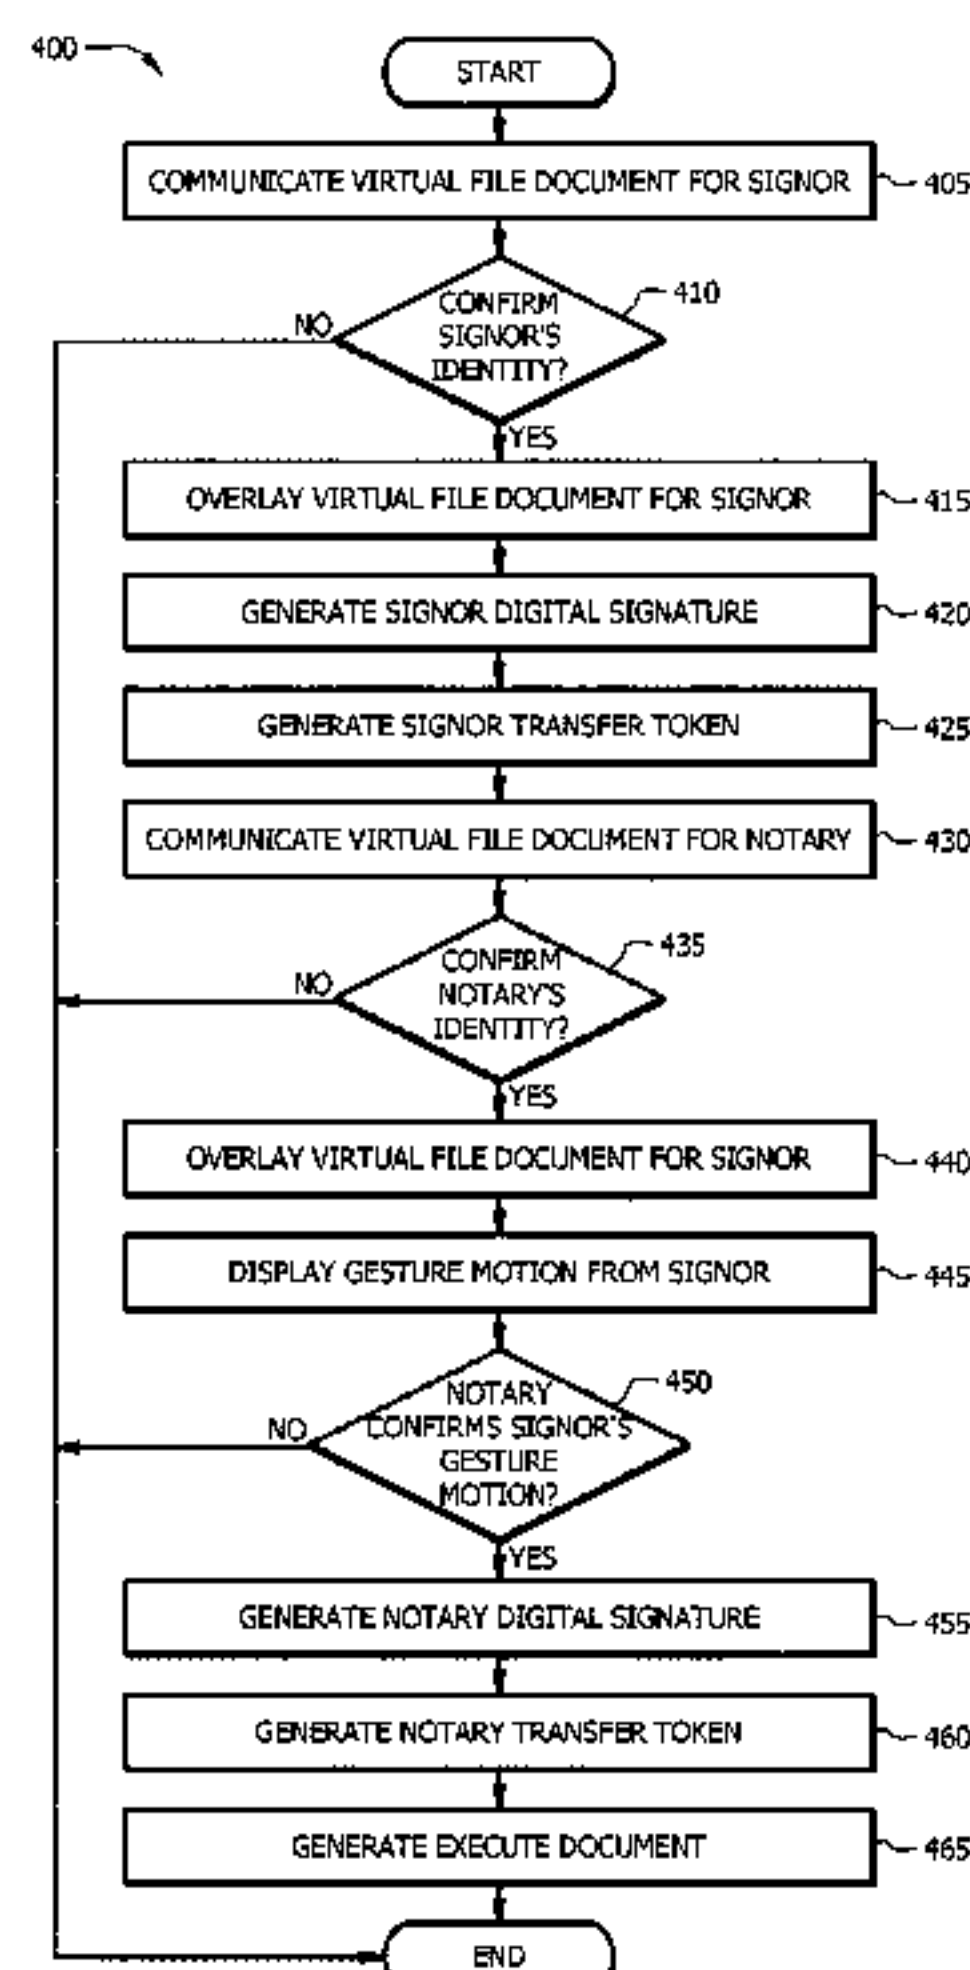 400
START
COMMUNICATE VIRTUAL FILE DOCUMENT FOR SIGNOR
405
CONFIRM
SIGNOR'S
IDENTITY?
410
NO
YES
OVERLAY VIRTUAL FILE DOCUMENT FOR SIGNOR
415
GENERATE SIGNOR DIGITAL SIGNATURE
420
GENERATE SIGNOR TRANSFER TOKEN
425
COMMUNICATE VIRTUAL FILE DOCUMENT FOR NOTARY
430
CONFIRM
NOTARY'S
IDENTITY?
435
NO
YES
OVERLAY VIRTUAL FILE DOCUMENT FOR SIGNOR
440
DISPLAY GESTURE MOTION FROM SIGNOR
445
NOTARY
CONFIRMS SIGNOR'S
GESTURE
MOTION?
450
NO
YES
GENERATE NOTARY DIGITAL SIGNATURE
455
GENERATE NOTARY TRANSFER TOKEN
460
GENERATE EXECUTE DOCUMENT
465
END